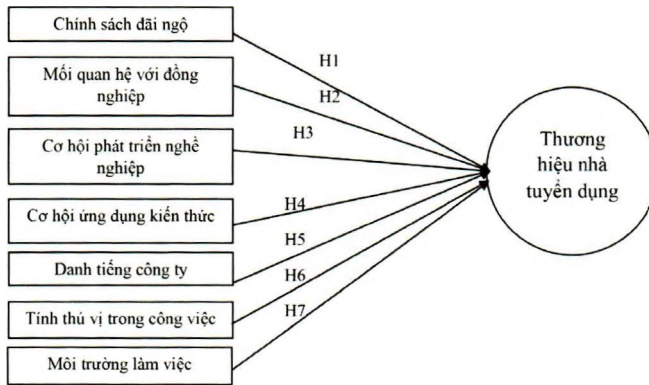 Chính sách đãi ngộ
H1
Mối quan hệ với đồng
nghiệp
H2
Cơ hội phát triển nghề
nghiệp
H3
Cơ hội ứng dụng kiến thức
H4
Danh tiếng công ty
H5
Tính thú vị trong công việc
H6
Môi trường làm việc
H7
Thương
hiệu nhà
tuyển dụng